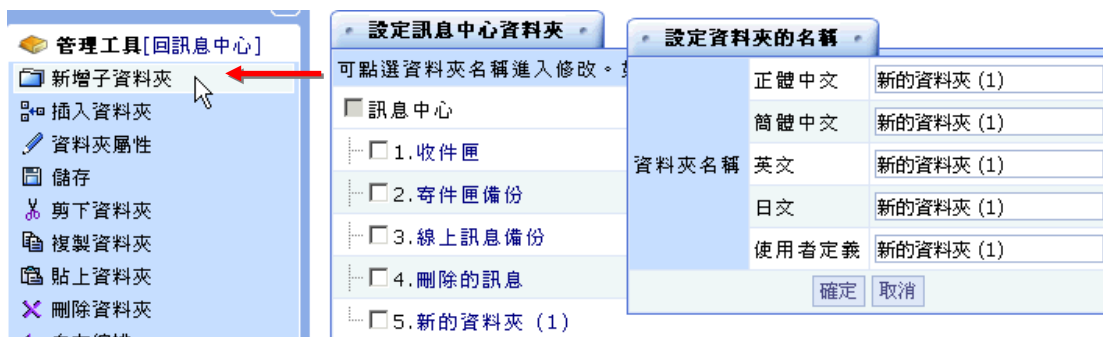 管理工具[回訊息中心]
新增子資料夾
插入資料夾
資料夾屬性
儲存
剪下資料夾
複製資料夾
貼上資料夾
刪除資料夾
設定訊息中心資料夾
可點選資料夾名稱進入修改。
訊息中心
1.收件匣
2.寄件匣備份
3.線上訊息備份
4.刪除的訊息
5.新的資料夾 (1)
設定資料夾的名稱
資料夾名稱
正體中文 新的資料夾 (1)
簡體中文 新的資料夾 (1)
英文 新的資料夾 (1)
日文 新的資料夾 (1)
使用者定義 新的資料夾 (1)
確定 取消